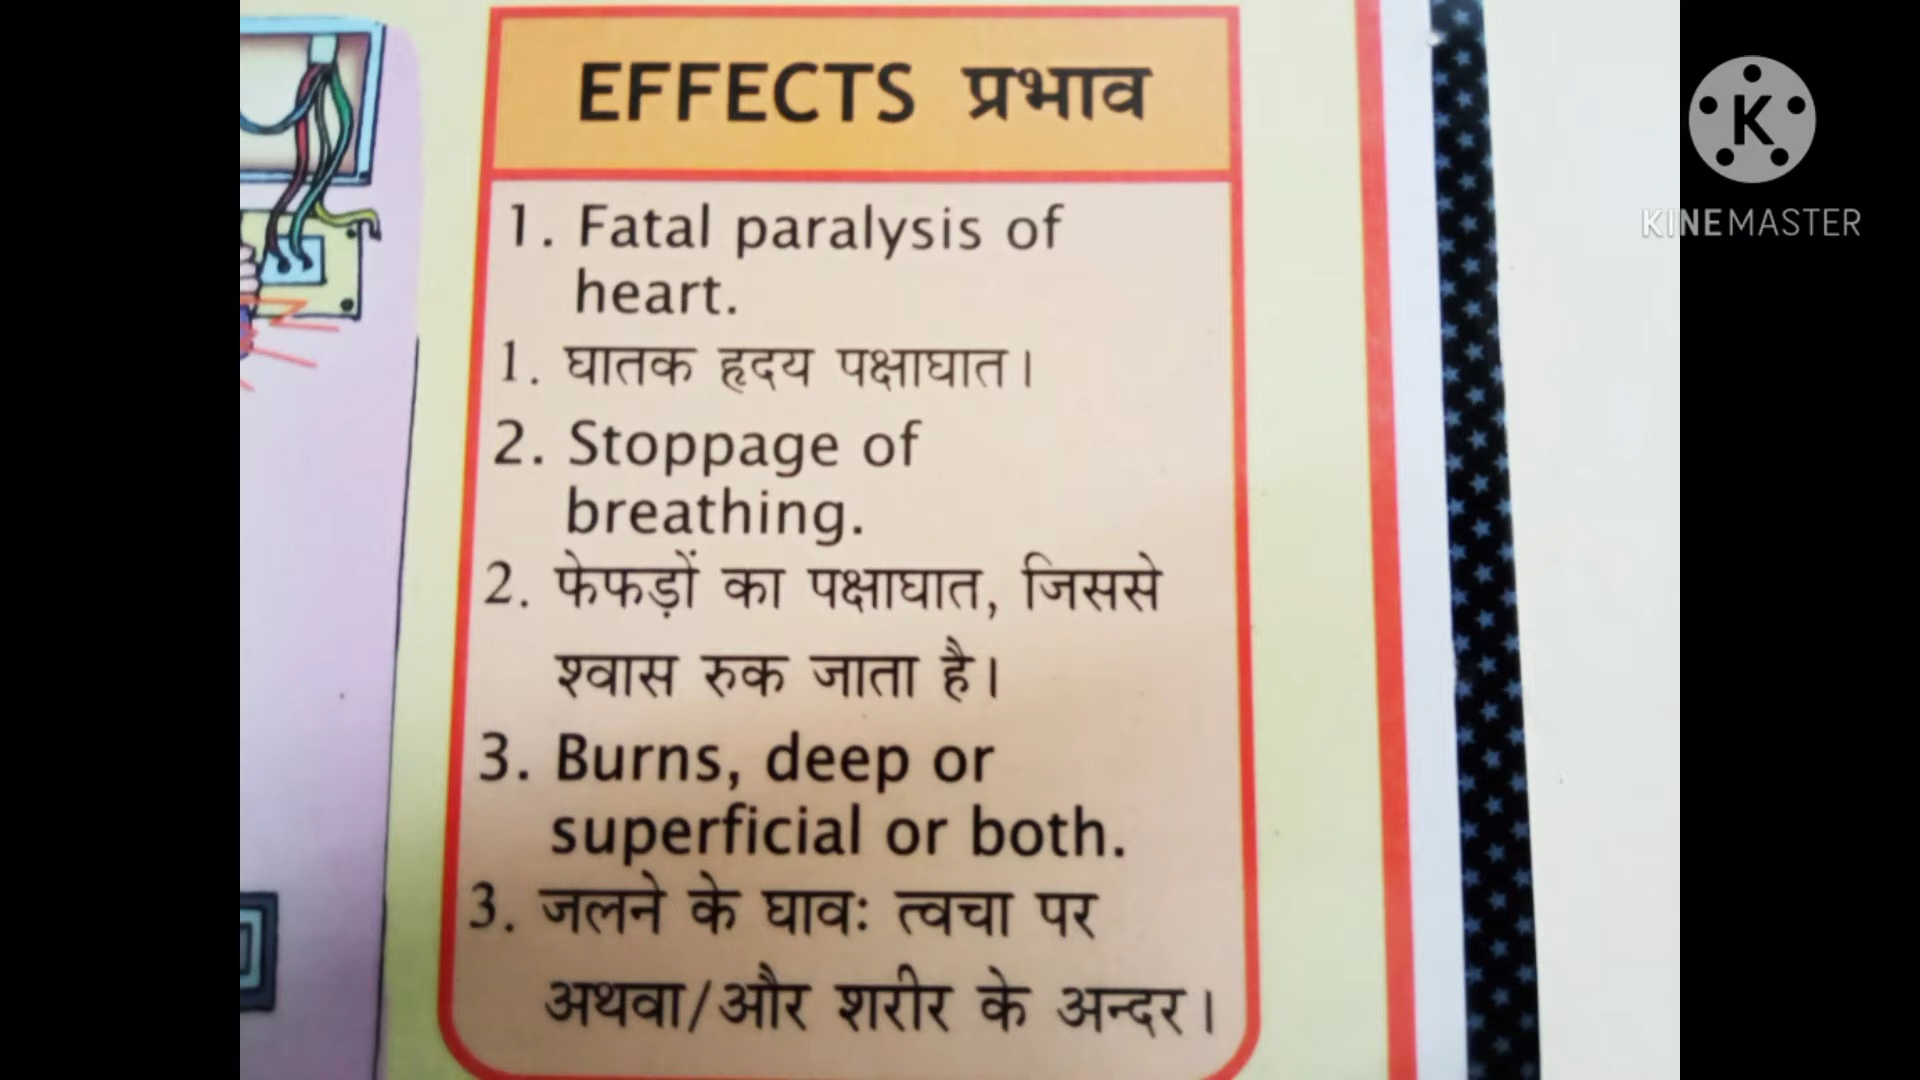 EFFECTS प्रभाव
1. Fatal paralysis of
heart.
1. घातक हृदय पक्षाघात।
2. Stoppage of
breathing.
2. फेफड़ों का पक्षाघात, जिससे
श्वास रुक जाता है।
3. Burns, deep or
superficial or both.
3. जलने के घावः त्वचा पर
अथवा/और शरीर के अन्दर।
K
KINEMASTER